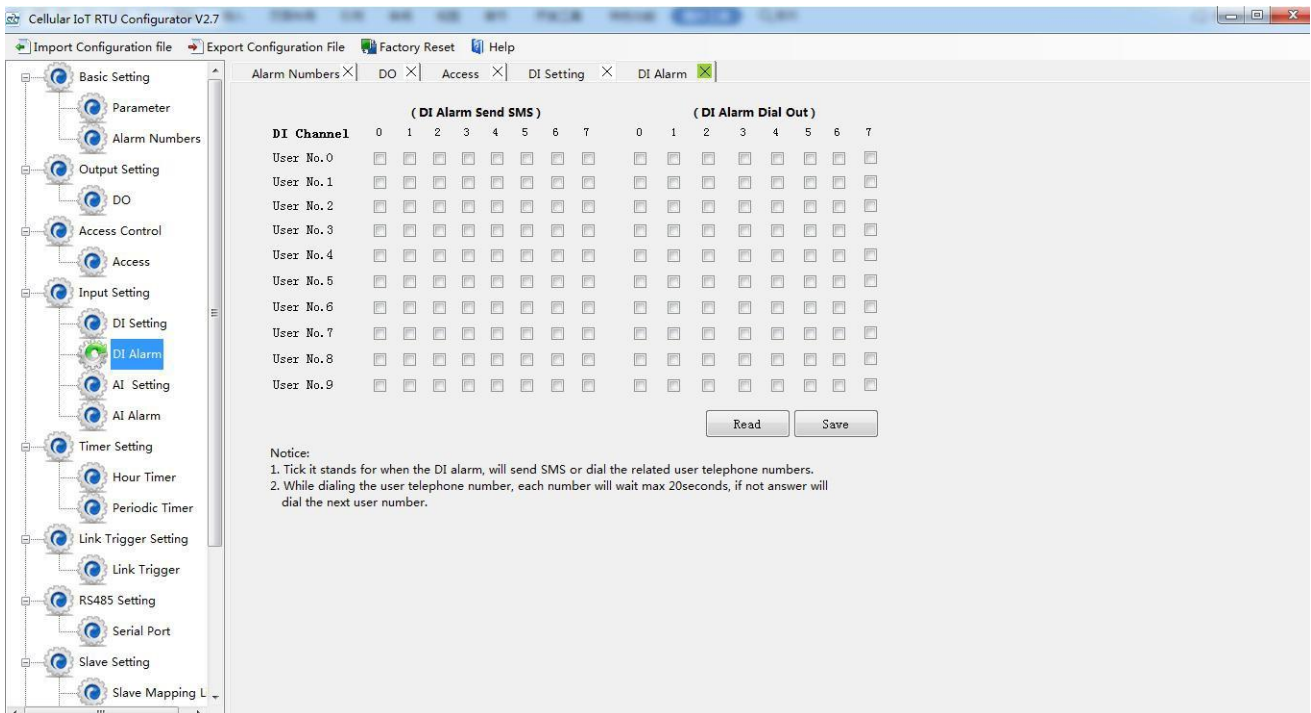 Cellular IoT RTU Configurator V2.7
Import Configuration file Export Configuration File Factory Reset Help
Basic Setting
Parameter
Alarm Numbers
Output Setting
DO
Access Control
Access
Input Setting
DI Setting
DI Alarm
AI Setting
AI Alarm
Timer Setting
Hour Timer
Periodic Timer
Link Trigger Setting
Link Trigger
RS485 Setting
Serial Port
Slave Setting
Slave Mapping L
Alarm Numbers DO Access DI Setting DI Alarm
( DI Alarm Send SMS ) ( DI Alarm Dial Out )
DI Channel 0 1 2 3 4 5 6 7 0 1 2 3 4 5 6 7
User No.0
User No.1
User No.2
User No.3
User No.4
User No.5
User No.6
User No.7
User No.8
User No.9
Read Save
Notice:
1. Tick it stands for when the DI alarm, will send SMS or dial the related user telephone numbers.
2. While dialing the user telephone number, each number will wait max 20seconds, if not answer will
dial the next user number.